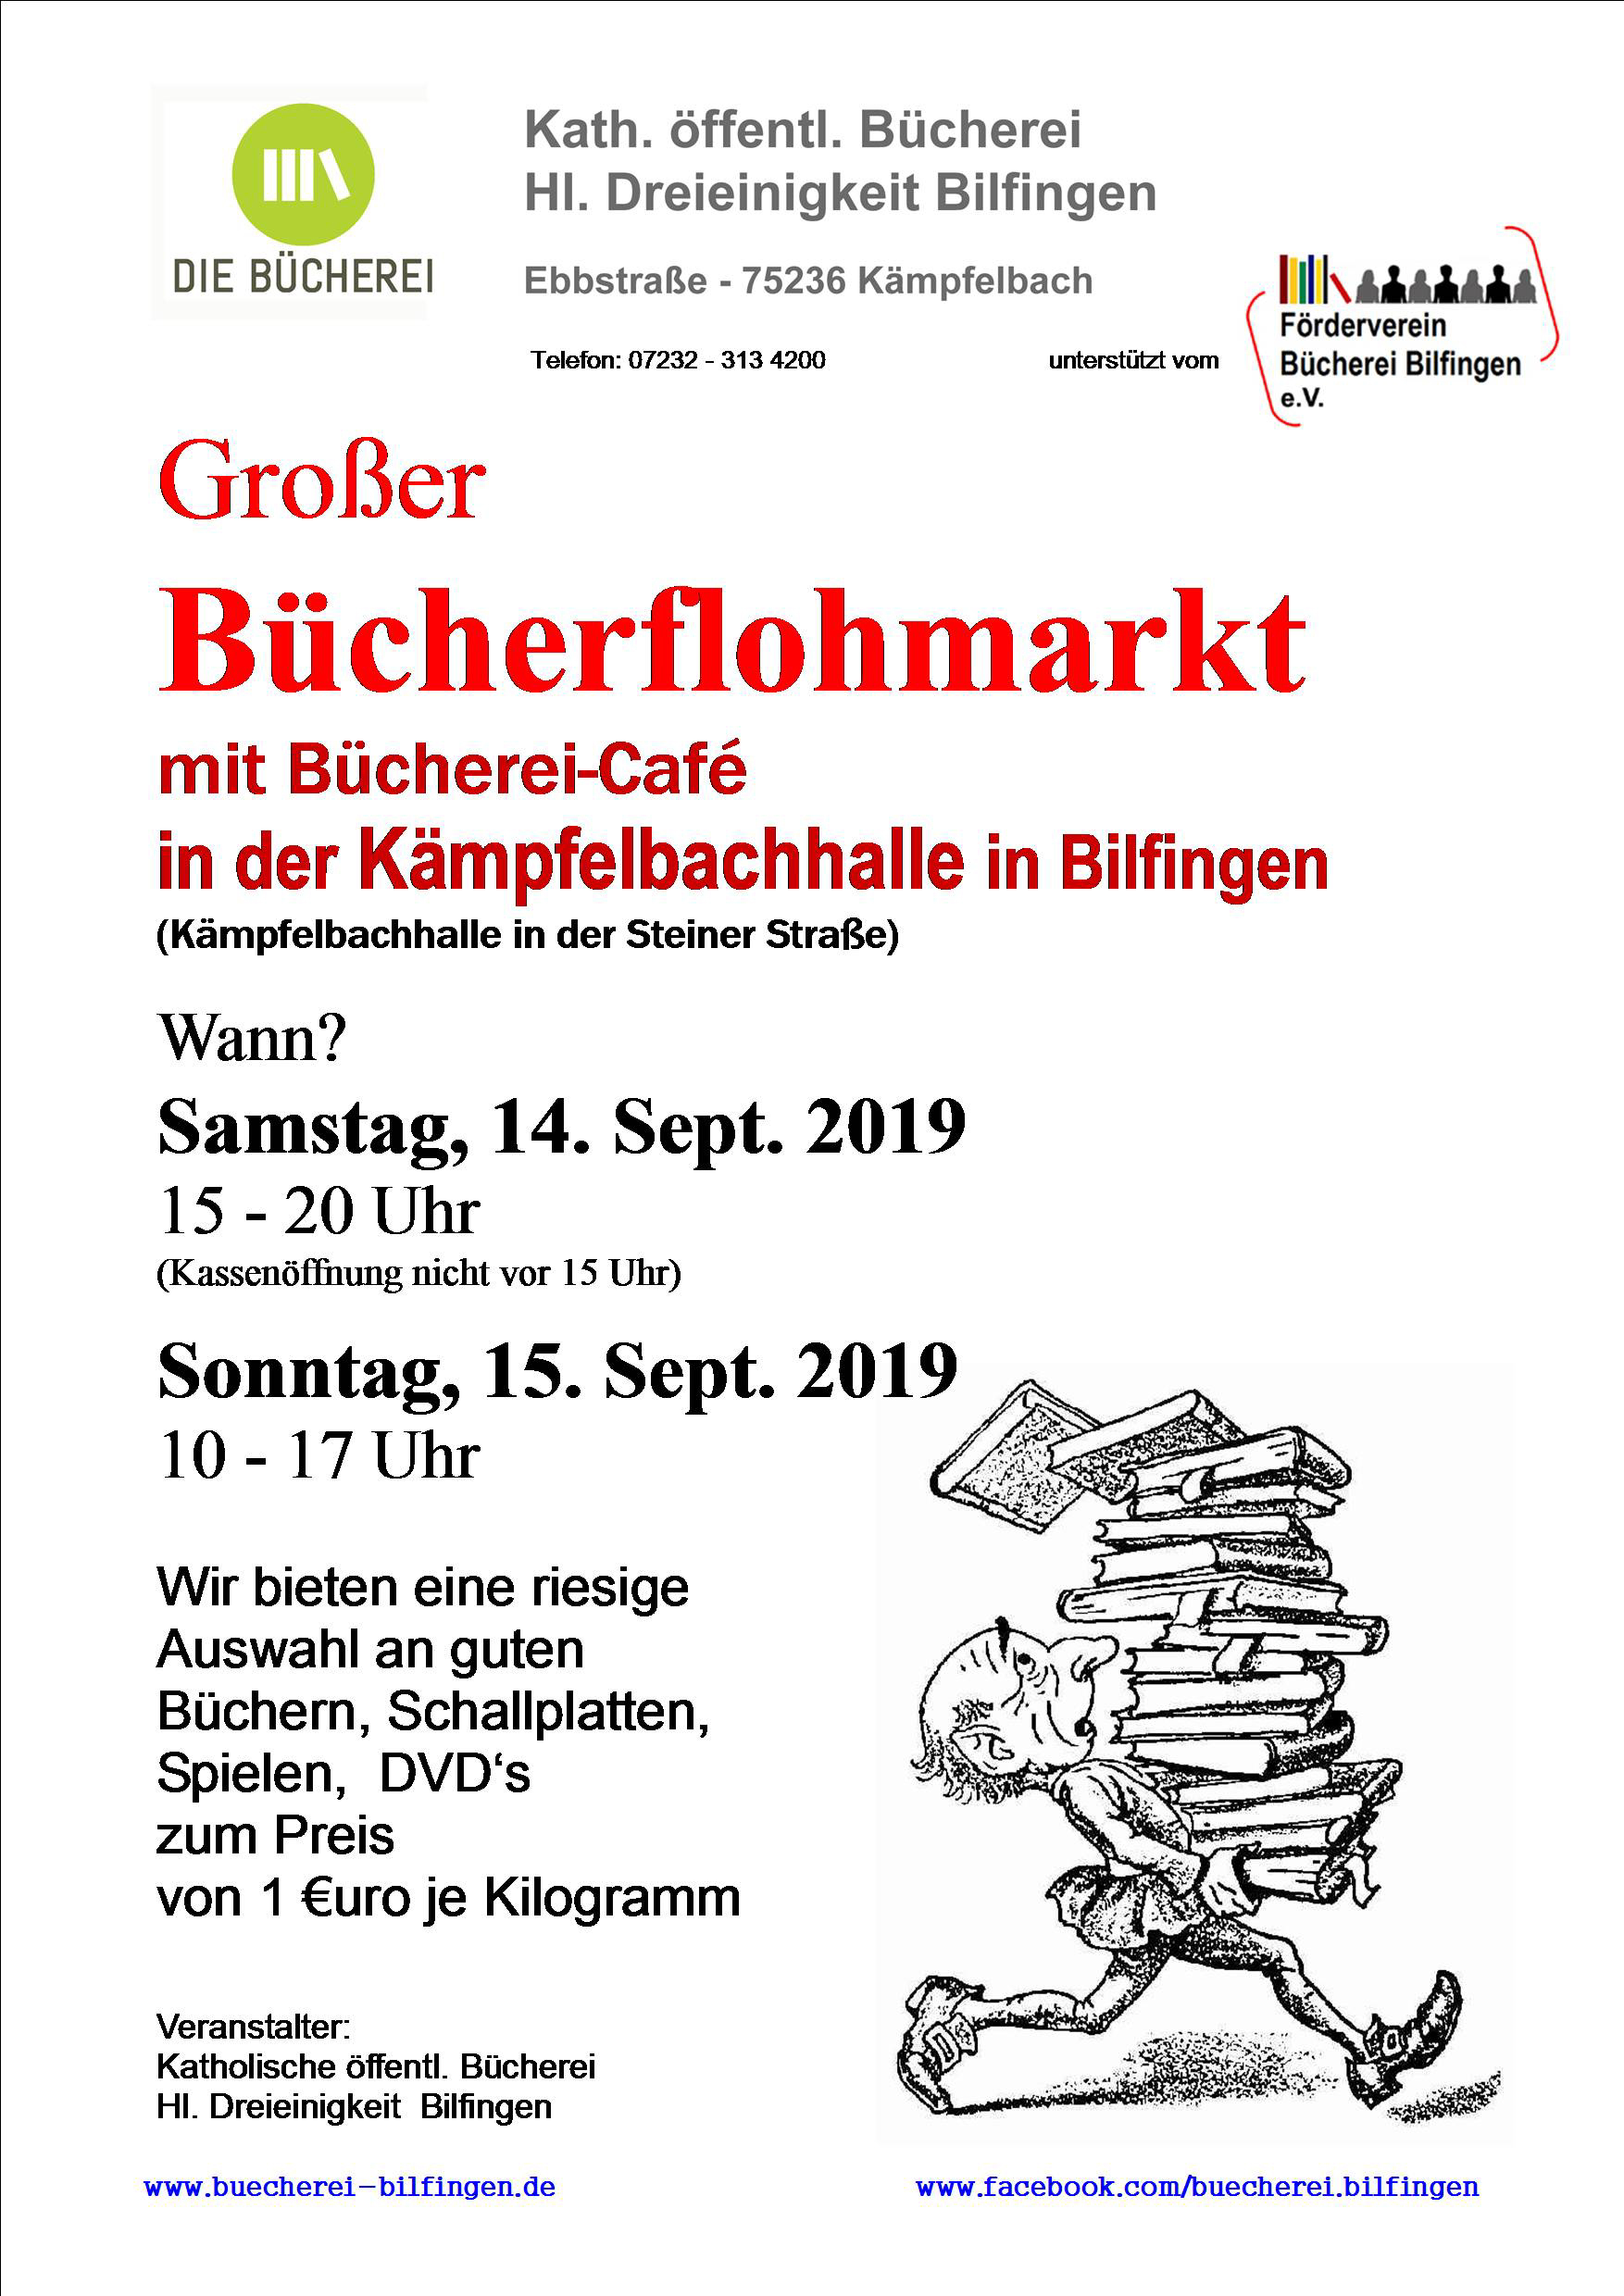 DIE BÜCHEREI
Kath. öffentl. Bücherei
Hl. Dreieinigkeit Bilfingen
Ebbstraße - 75236 Kämpfelbach
Telefon: 07232 - 313 4200
unterstützt vom
Förderverein
Bücherei Bilfingen
e.V.
Großer
Bücherflohmarkt
mit Bücherei-Café
in der Kämpfelbachhalle in Bilfingen
(Kämpfelbachhalle in der Steiner Straße)
Wann?
Samstag, 14. Sept. 2019
15 - 20 Uhr
(Kassenöffnung nicht vor 15 Uhr)
Sonntag, 15. Sept. 2019
10 - 17 Uhr
Wir bieten eine riesige
Auswahl an guten
Büchern, Schallplatten,
Spielen, DVD‘s
zum Preis
von 1 €uro je Kilogramm
Veranstalter:
Katholische öffentl. Bücherei
Hl. Dreieinigkeit Bilfingen
www.buecherei-bilfingen.de
www.facebook.com/buecherei.bilfingen